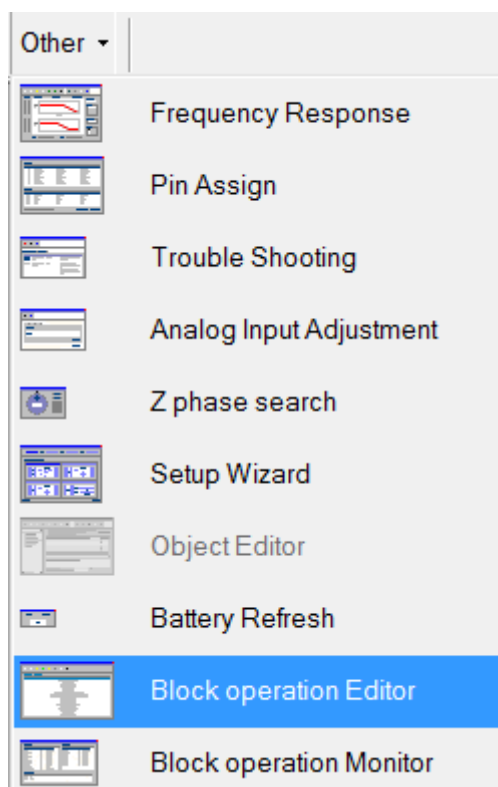 Other
Frequency Response
Pin Assign
Trouble Shooting
Analog Input Adjustment
Z phase search
Setup Wizard
Object Editor
Battery Refresh
Block operation Editor
Block operation Monitor